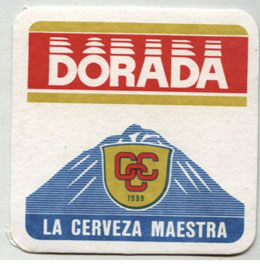 DORADA
CCC
1939
LA CERVEZA MAESTRA